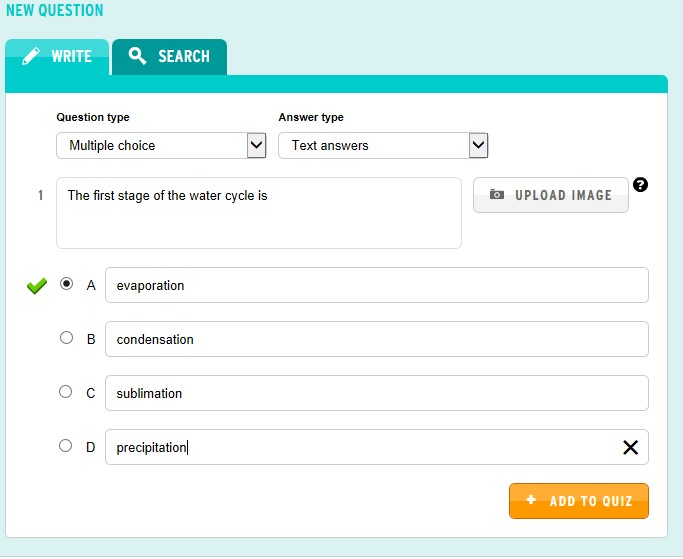 NEW QUESTION
WRITE SEARCH
Question type Answer type
Multiple choice Text answers
1 The first stage of the water cycle is UPLOAD IMAGE ?
A evaporation
B condensation
C sublimation
D precipitation
+ ADD TO QUIZ